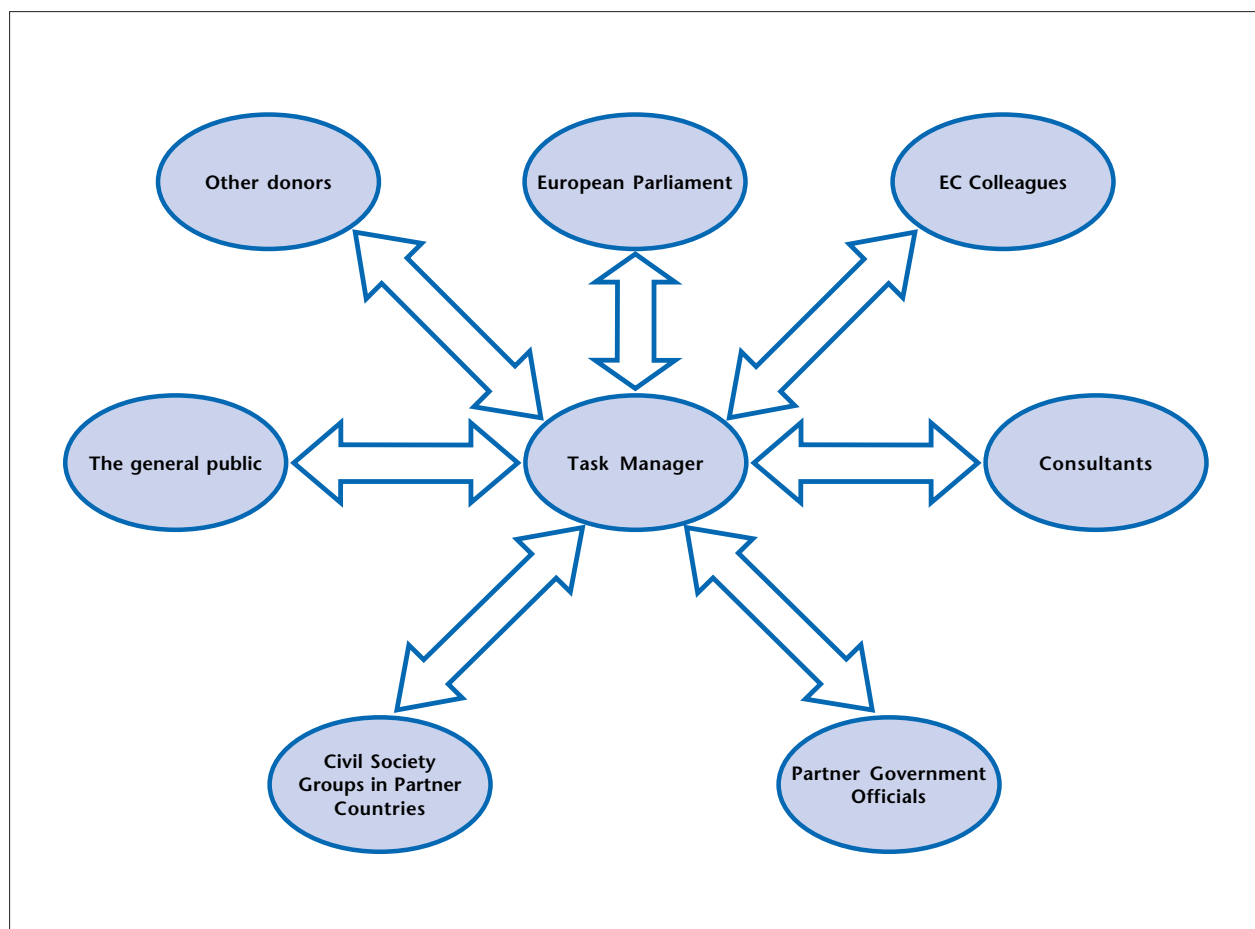 Other donors
European Parliament
EC Colleagues
The general public
Task Manager
Consultants
Civil Society
Groups in Partner
Countries
Partner Government
Officials